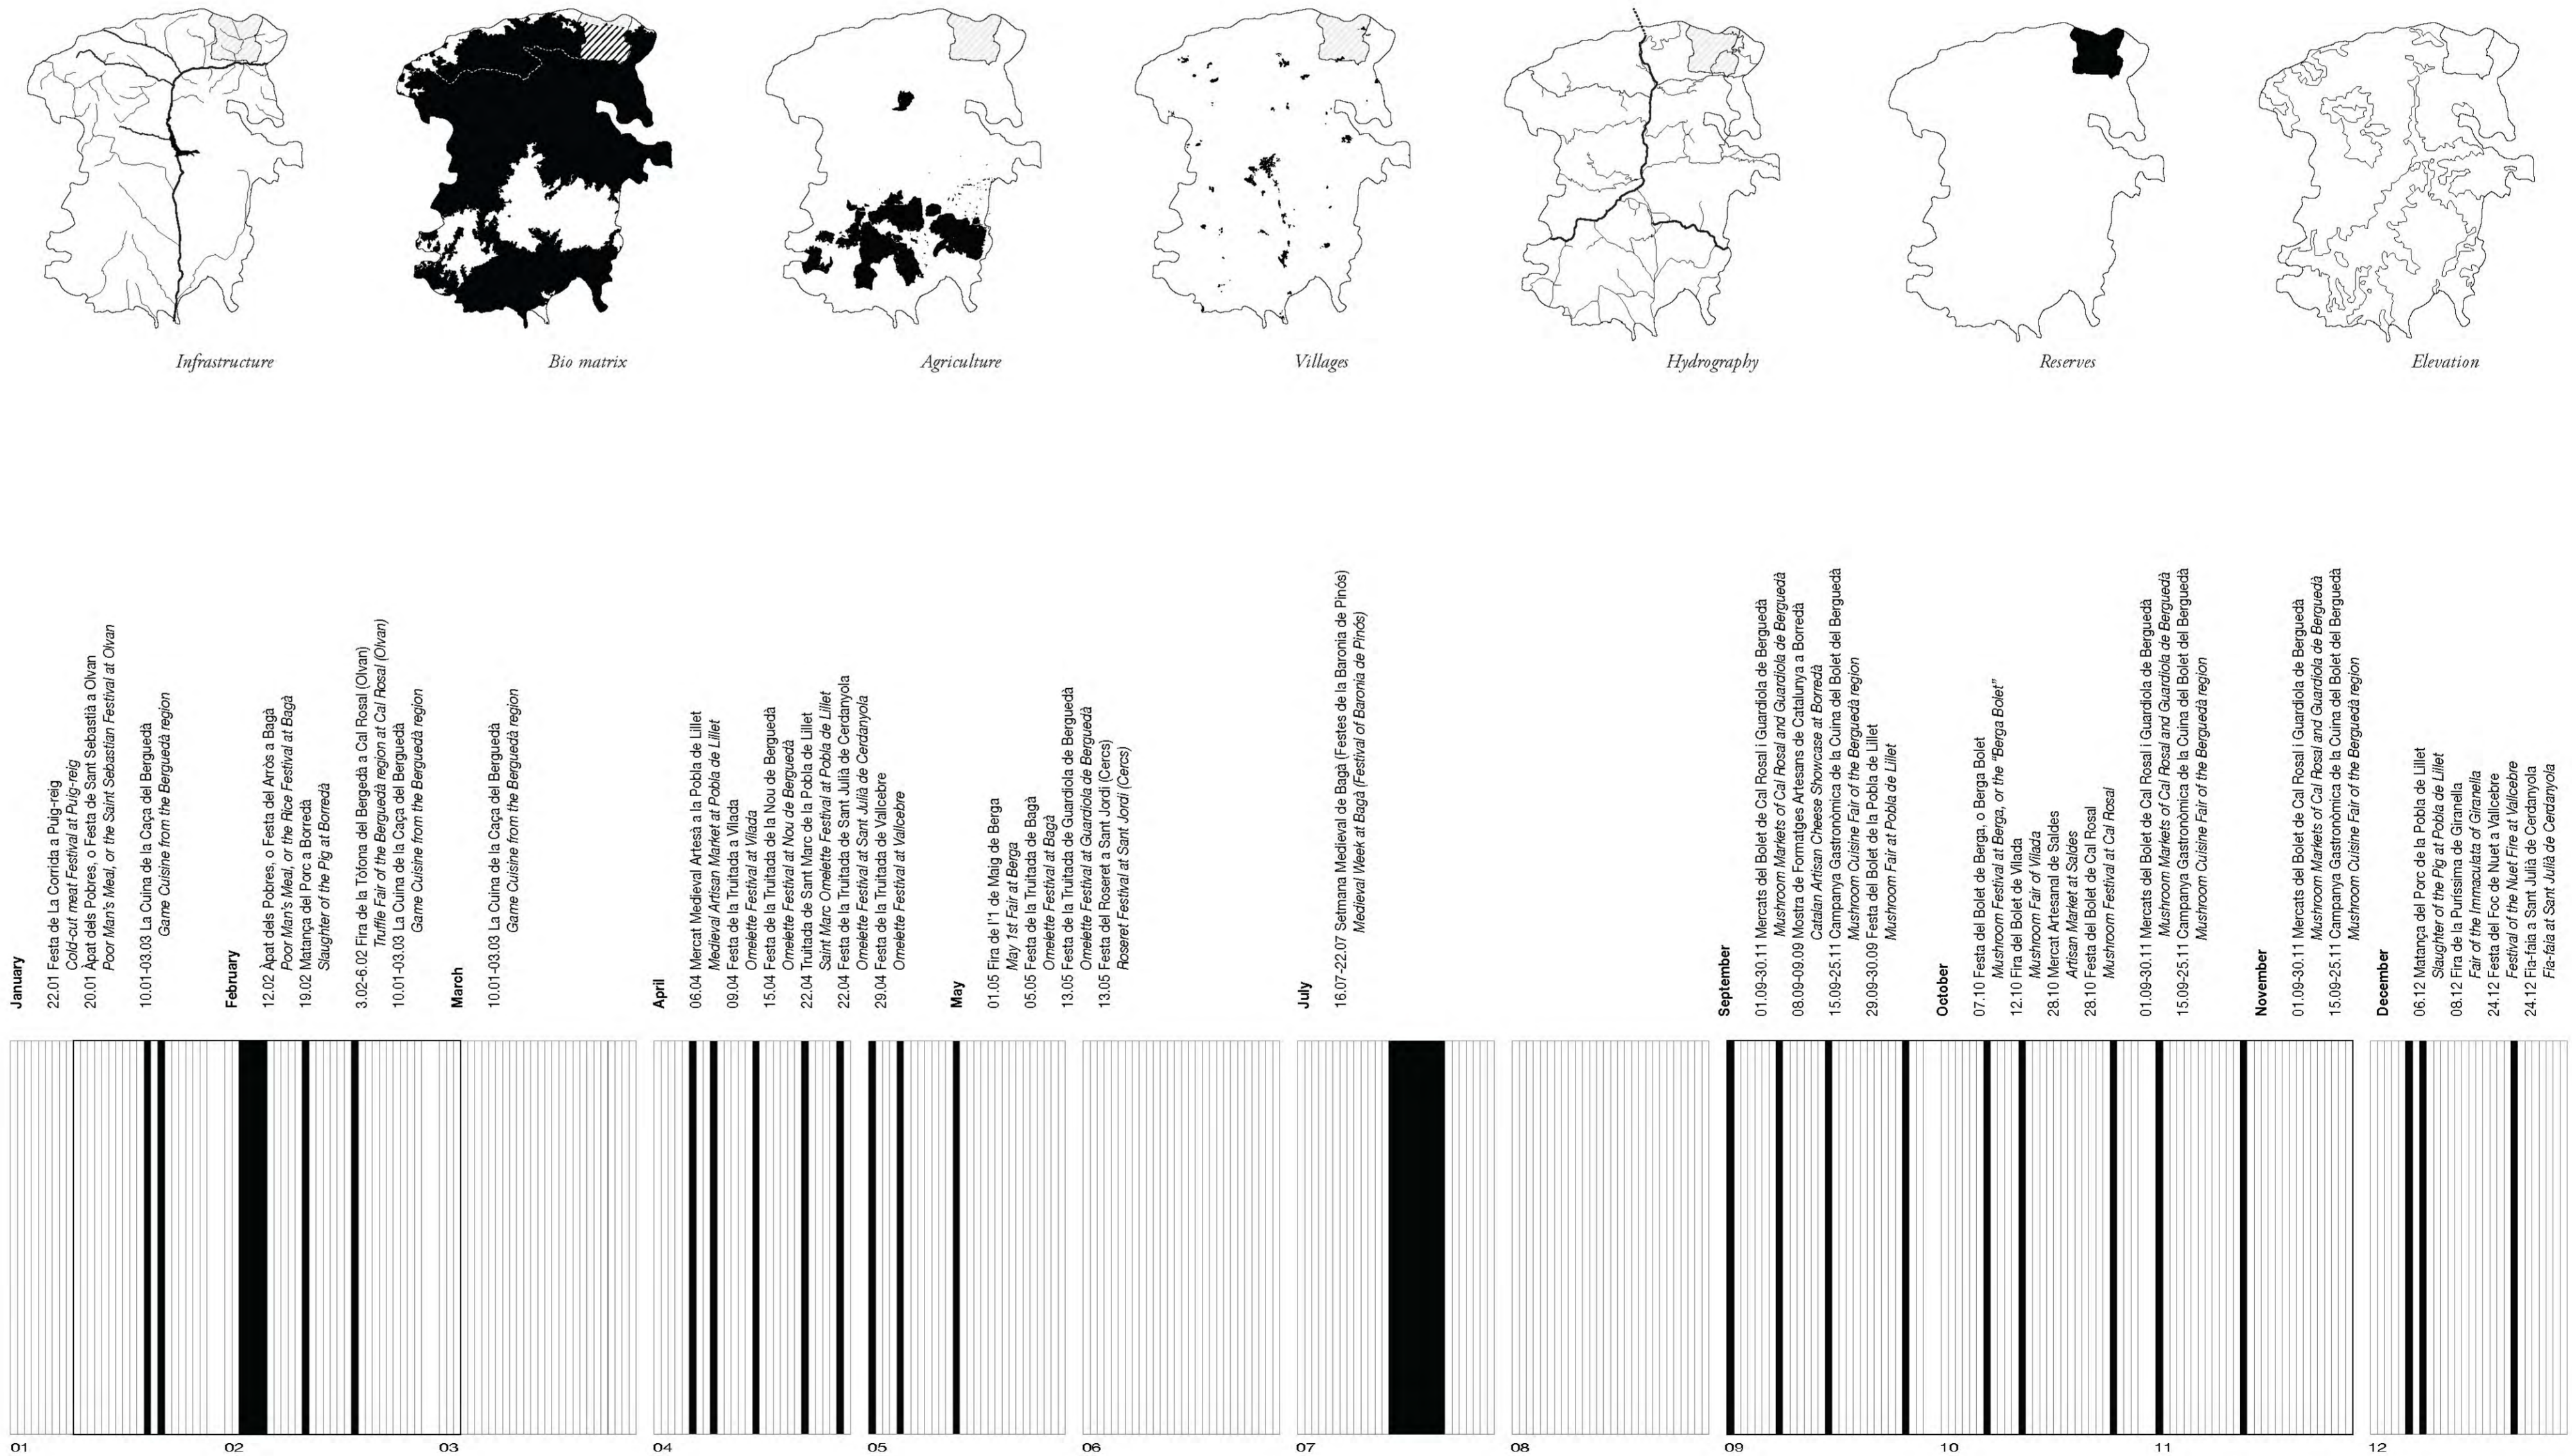 Infrastructure
Bio matrix
Agriculture
Villages
Hydrography
Reserves
Elevation
January
22.01 Festa de La Corrida a Puig-reig
Cold-cut meat Festival at Puig-reig
20.01 Àpat dels Pobres, o Festa de Sant Sebastià a Olvan
Poor Man's Meal, or the Saint Sebastian Festival at Olvan
10.01-03.03 La Cuina de la Caça del Berguedà
Game Cuisine from the Berguedà region
February
12.02 Àpat dels Pobres, o Festa del Arròs a Bagà
Poor Man's Meal, or the Rice Festival at Bagà
19.02 Matança del Porc a Borredà
Slaughter of the Pig at Borredà
3.02-6.02 Fira de la Tòfona del Bergedà a Cal Rosal (Olvan)
Truffle Fair of the Berguedà region at Cal Rosal (Olvan)
10.01-03.03 La Cuina de la Caça del Berguedà
Game Cuisine from the Berguedà region
March
10.01-03.03 La Cuina de la Caça del Berguedà
Game Cuisine from the Berguedà region
April
06.04 Mercat Medieval Artesà a la Pobla de Lillet
Medieval Artisan Market at Pobla de Lillet
09.04 Festa de la Truitada a Vilada
Omelette Festival at Vilada
15.04 Festa de la Truitada de la Nou de Berguedà
Omelette Festival at Nou de Berguedà
22.04 Truitada de Sant Marc de la Pobla de Lillet
Saint Marc Omelette Festival at Pobla de Lillet
22.04 Festa de la Truitada de Sant Julià de Cerdanyola
Omelette Festival at Sant Julià de Cerdanyola
29.04 Festa de la Truitada de Vallcebre
Omelette Festival at Vallcebre
May
01.05 Fira de l'1 de Maig de Berga
May 1st Fair at Berga
05.05 Festa de la Truitada de Bagà
Omelette Festival at Bagà
13.05 Festa de la Truitada de Guardiola de Berguedà
Omelette Festival at Guardiola de Berguedà
13.05 Festa del Roseret a Sant Jordi (Cercs)
Roseret Festival at Sant Jordi (Cercs)
July
16.07-22.07 Setmana Medieval de Bagà (Festes de la Baronia de Pinós)
Medieval Week at Bagà (Festival of Baronia de Pinós)
September
01.09-30.11 Mercats del Bolet de Cal Rosal i Guardiola de Berguedà
Mushroom Markets of Cal Rosal and Guardiola de Berguedà
08.09-09.09 Mostra de Formatges Artesans de Catalunya a Borredà
Catalan Artisan Cheese Showcase at Borredà
15.09-25.11 Campanya Gastronòmica de la Cuina del Bolet del Berguedà
Mushroom Cuisine Fair of the Berguedà region
29.09-30.09 Festa del Bolet de la Pobla de Lillet
Mushroom Fair at Pobla de Lillet
October
07.10 Festa del Bolet de Berga, o Berga Bolet
Mushroom Festival at Berga, or the "Berga Bolet"
12.10 Fira del Bolet de Vilada
Mushroom Fair of Vilada
28.10 Mercat Artesanal de Saldes
Artisan Market at Saldes
28.10 Festa del Bolet de Cal Rosal
Mushroom Festival at Cal Rosal
01.09-30.11 Mercats del Bolet de Cal Rosal i Guardiola de Berguedà
Mushroom Markets of Cal Rosal and Guardiola de Berguedà
15.09-25.11 Campanya Gastronòmica de la Cuina del Bolet del Berguedà
Mushroom Cuisine Fair of the Berguedà region
November
01.09-30.11 Mercats del Bolet de Cal Rosal i Guardiola de Berguedà
Mushroom Markets of Cal Rosal and Guardiola de Berguedà
15.09-25.11 Campanya Gastronòmica de la Cuina del Bolet del Berguedà
Mushroom Cuisine Fair of the Berguedà region
December
06.12 Matança del Porc de la Pobla de Lillet
Slaughter of the Pig at Pobla de Lillet
08.12 Fira de la Puríssima de Gironella
Fair of the Immaculata of Gironella
24.12 Festa del Foc de Nuet a Vallcebre
Festival of the Nuet Fire at Vallcebre
24.12 Fia-faia a Sant Julià de Cerdanyola
Fia-faia at Sant Julià de Cerdanyola
01
02
03
04
05
06
07
08
09
10
11
12